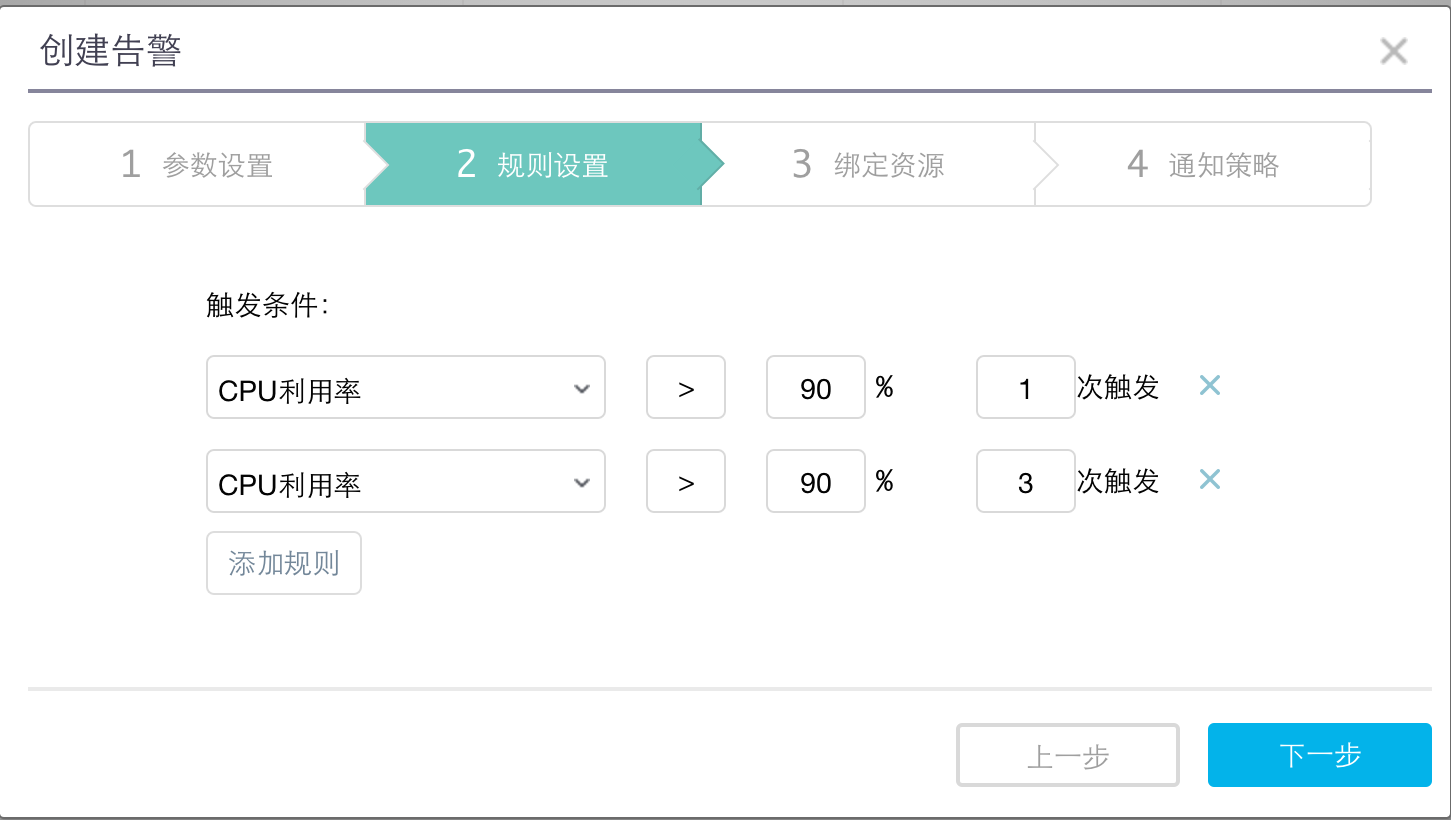 创建告警
1 参数设置 2 规则设置 3 绑定资源 4 通知策略
触发条件:
CPU利用率 > 90 % 1 次触发
CPU利用率 > 90 % 3 次触发
添加规则
上一步 下一步